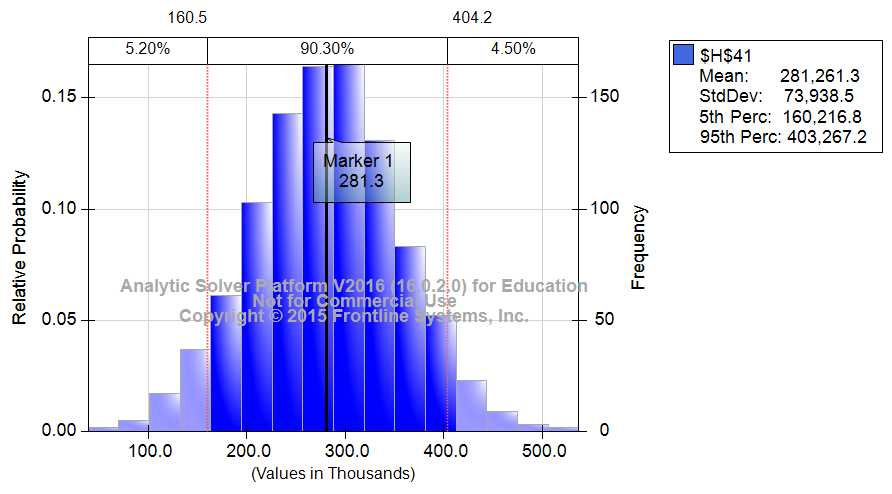 160.5 404.2
5.20% 90.30% 4.50%
$H$41
Mean: 281,261.3
StdDev: 73,938.5
5th Perc: 160,216.8
95th Perc: 403,267.2
0.15 150
Marker 1
281.3
0.10 100
Relative Probability
Frequency
Analytic Solver Platform V2016 (16.0.2.0) for Education
Not for Commercial Use
Copyright © 2015 Frontline Systems, Inc.
0.05 50
0.00 0
100.0 200.0 300.0 400.0 500.0
(Values in Thousands)